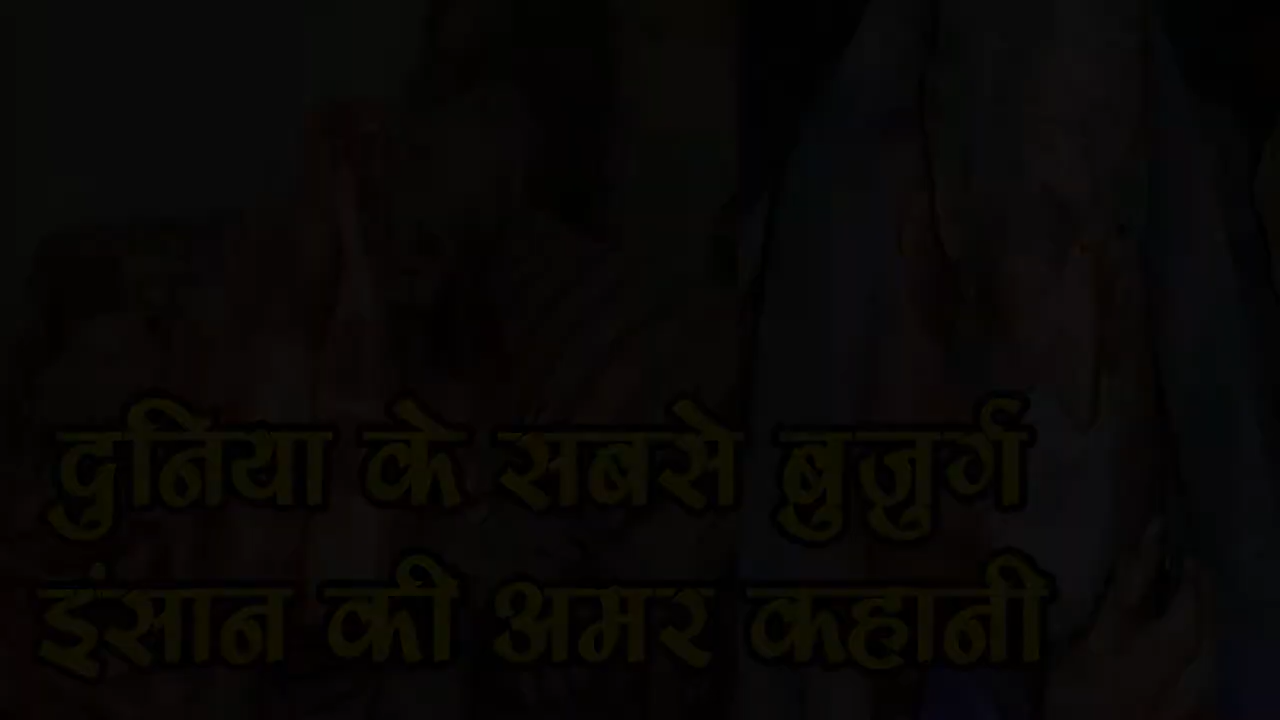 दुनिया के सबसे बुज़ुर्ग
इंसान की अमर कहानी